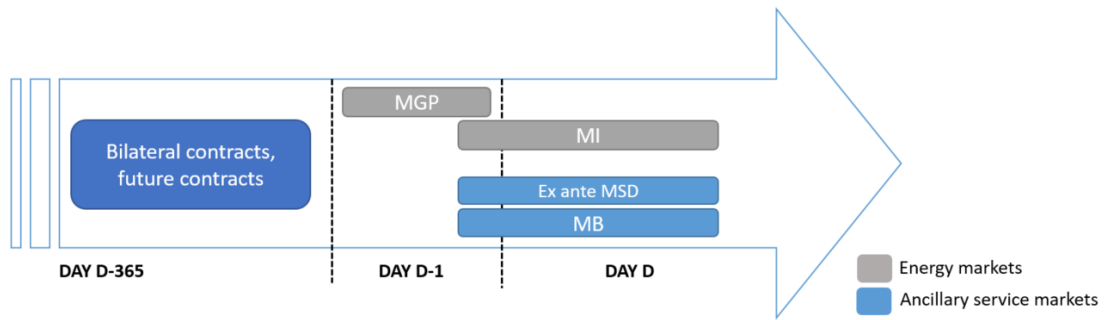 MGP
MI
Bilateral contracts,
future contracts
Ex ante MSD
MB
DAY D-365
DAY D-1
DAY D
Energy markets
Ancillary service markets